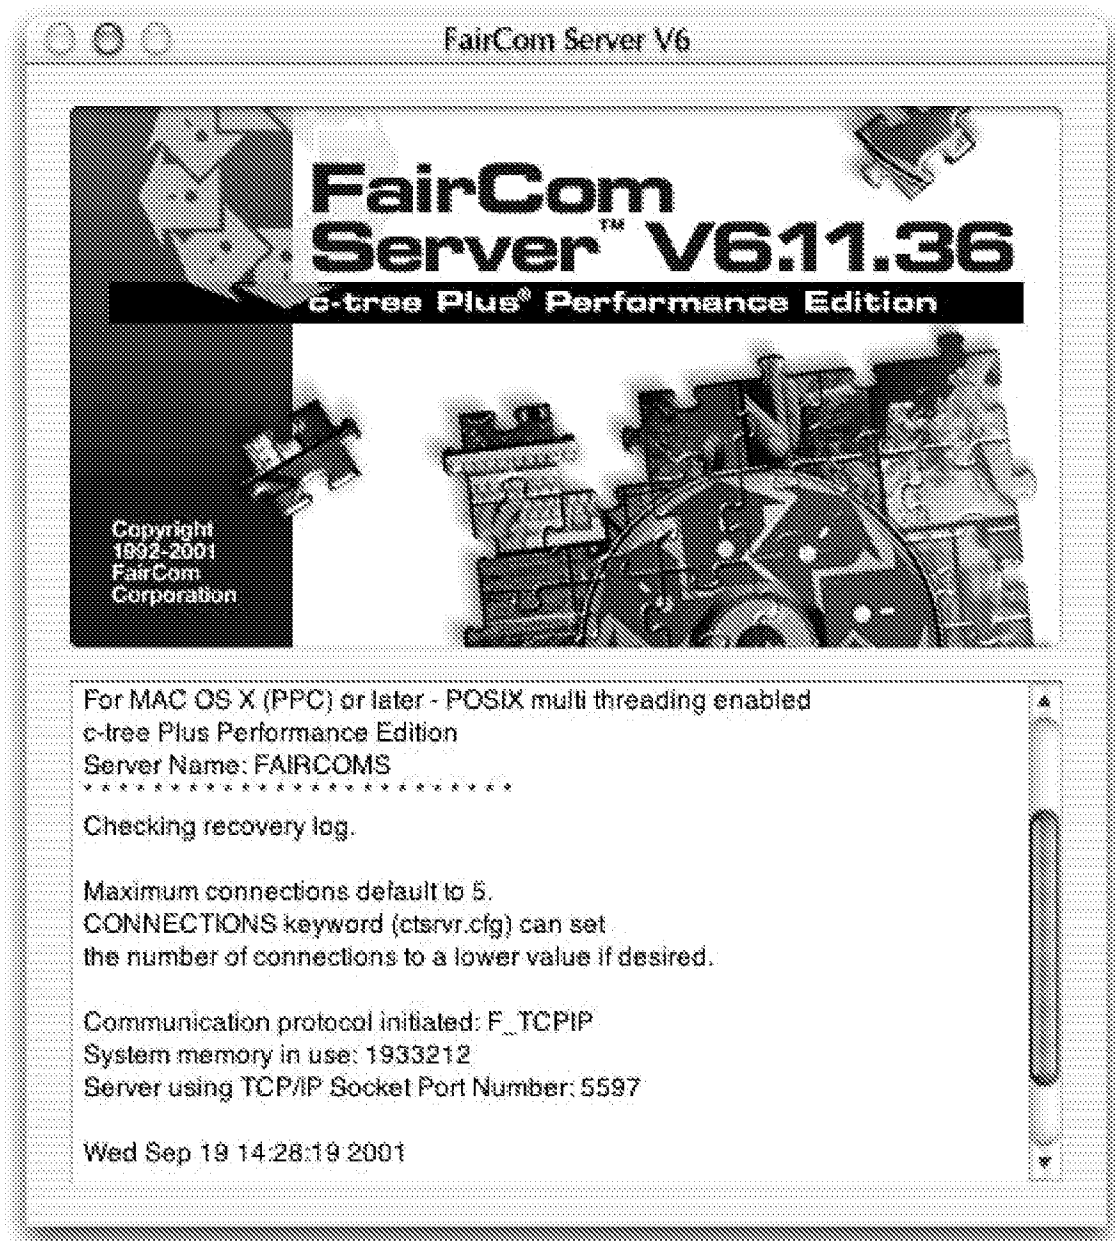 FairCom Server V6
FairCom
Server™ V6.11.36
c-tree Plus® Performance Edition
Copyright
1992-2001
FairCom
Corporation
For MAC OS X (PPC) or later - POSIX multi threading enabled
c-tree Plus Performance Edition
Server Name: FAIRCOMS
* * * * * * * * * * * * * * * * * * * * * * * * *
Checking recovery log.
Maximum connections default to 5.
CONNECTIONS keyword (ctsrvr.cfg) can set
the number of connections to a lower value if desired.
Communication protocol initiated: F_TCPIP
System memory in use: 1933212
Server using TCP/IP Socket Port Number: 5597
Wed Sep 19 14:28:19 2001